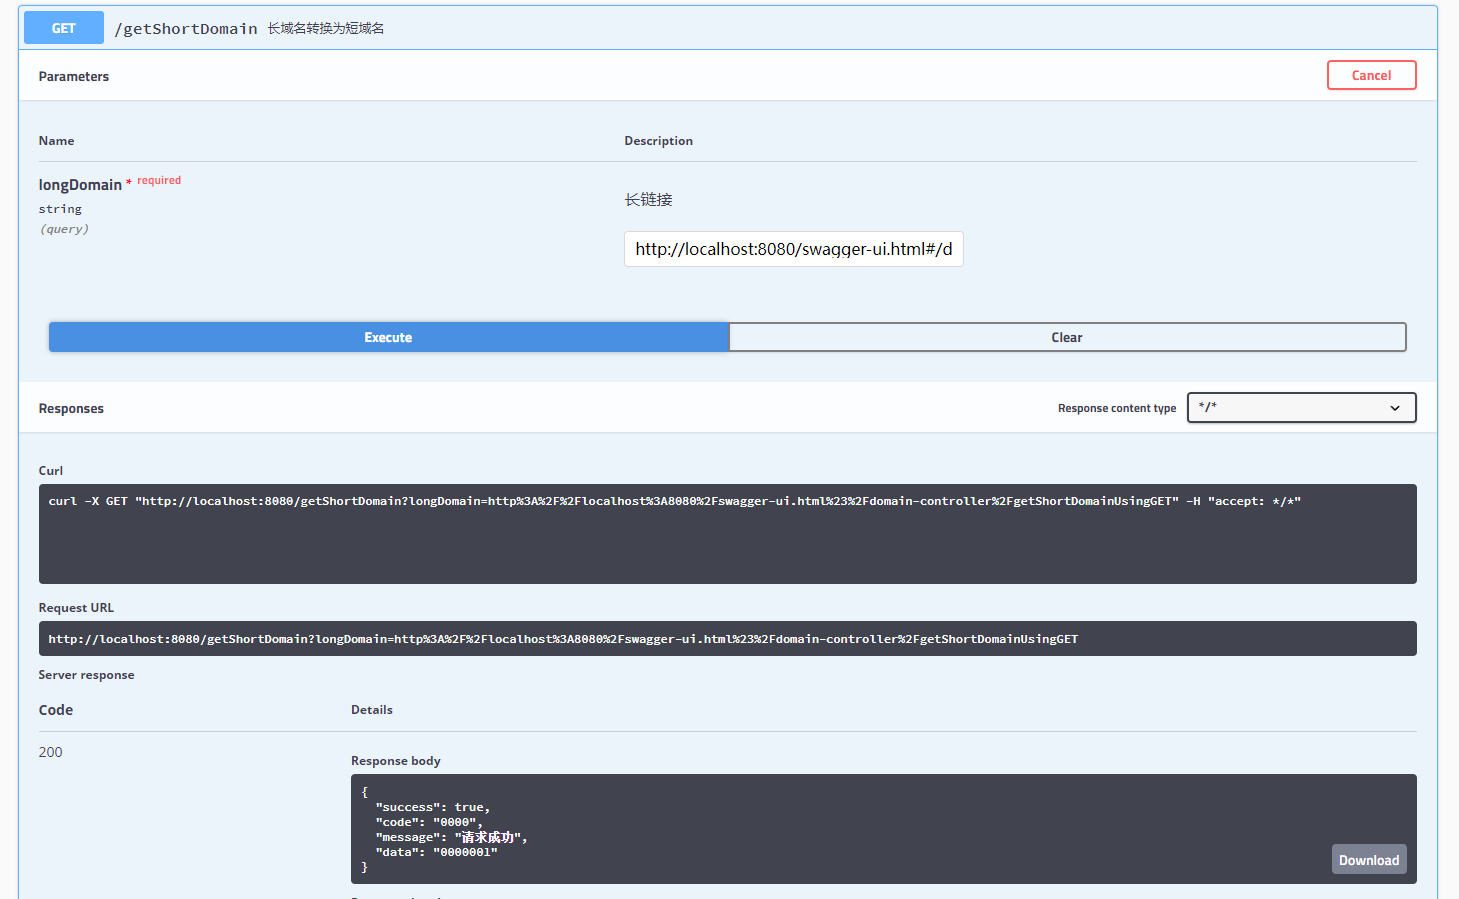 GET /getShortDomain 长域名转换为短域名
Parameters
Cancel
Name Description
longDomain * required
string
(query)
长链接
http://localhost:8080/swagger-ui.html#/d
Execute Clear
Responses
Response content type */*
Curl
curl -X GET "http://localhost:8080/getShortDomain?longDomain=http%3A%2F%2Flocalhost%3A8080%2Fswagger-ui.html%23%2Fdomain-controller%2FgetShortDomainUsingGET" -H "accept: */*"
Request URL
http://localhost:8080/getShortDomain?longDomain=http%3A%2F%2Flocalhost%3A8080%2Fswagger-ui.html%23%2Fdomain-controller%2FgetShortDomainUsingGET
Server response
Code Details
200
Response body
{
"success": true,
"code": "0000",
"message": "请求成功",
"data": "0000001"
}
Download